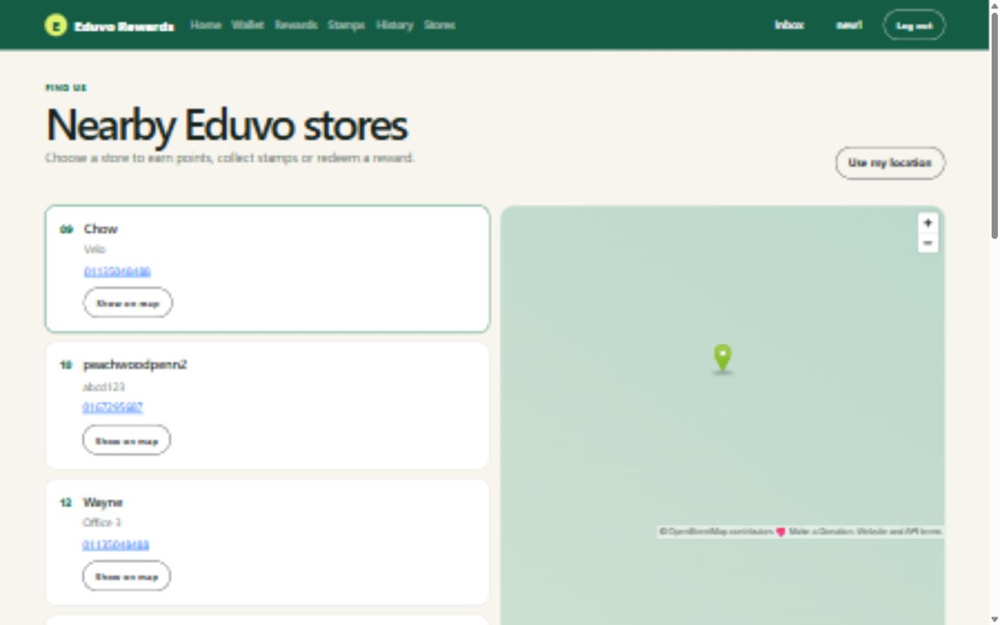 E Eduvo Rewards Home Wallet Rewards Stamps History Stores Inbox new1 Log out
FIND US
Nearby Eduvo stores
Choose a store to earn points, collect stamps or redeem a reward.
Use my location
09 Chow
Velo
Show on map
10 peachwoodpenn2
abcd123
Show on map
12 Wayne
Office 3
Show on map
+
−
© OpenStreetMap contributors Make a Donation. Website and API terms